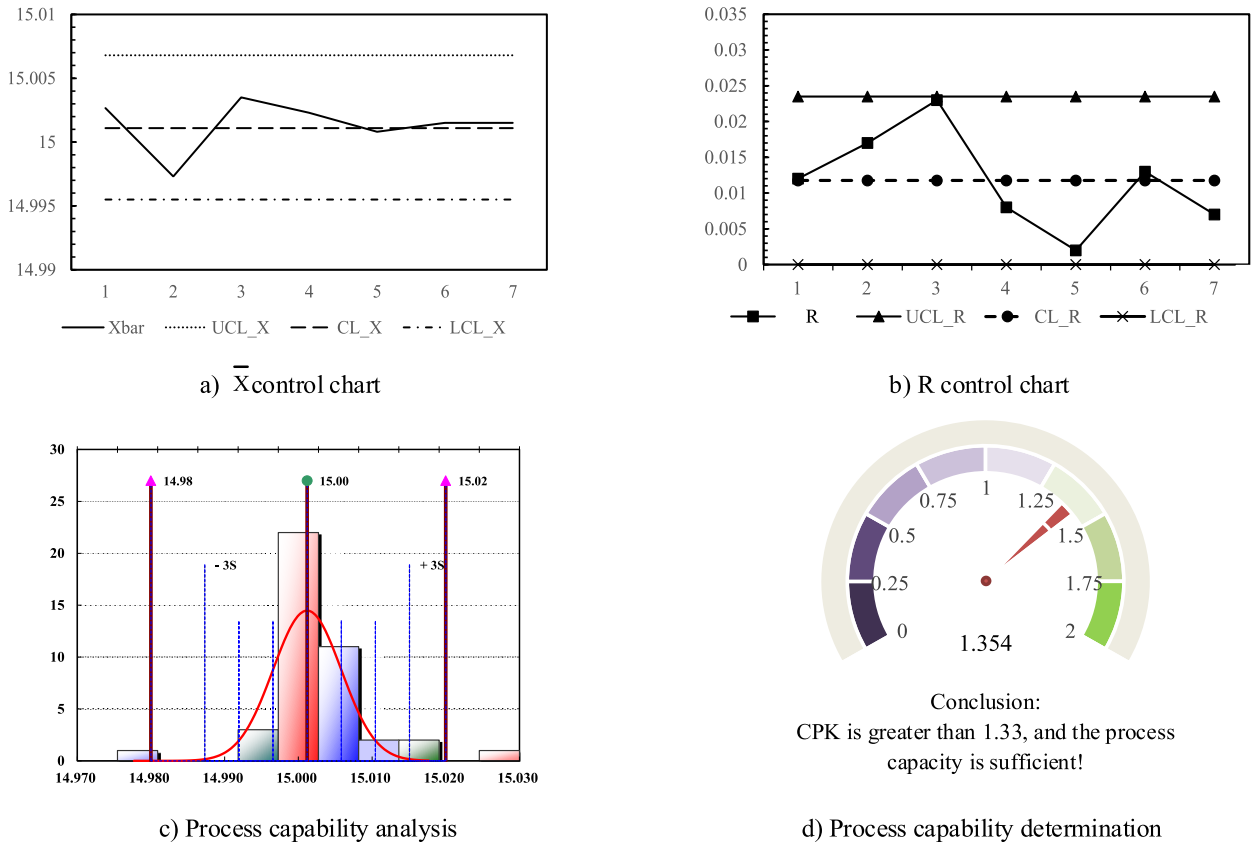 15.01
15.005
15
14.995
14.99
1 2 3 4 5 6 7
Xbar UCL_X CL_X LCL_X
a) X̅ control chart
0.035
0.03
0.025
0.02
0.015
0.01
0.005
0
1 2 3 4 5 6 7
R UCL_R CL_R LCL_R
b) R control chart
30
25
20
15
10
5
0
14.98 15.00 15.02
- 3S + 3S
14.970 14.980 14.990 15.000 15.010 15.020 15.030
c) Process capability analysis
0
0.25
0.5
0.75
1
1.25
1.5
1.75
2
1.354
Conclusion:
CPK is greater than 1.33, and the process
capacity is sufficient!
d) Process capability determination